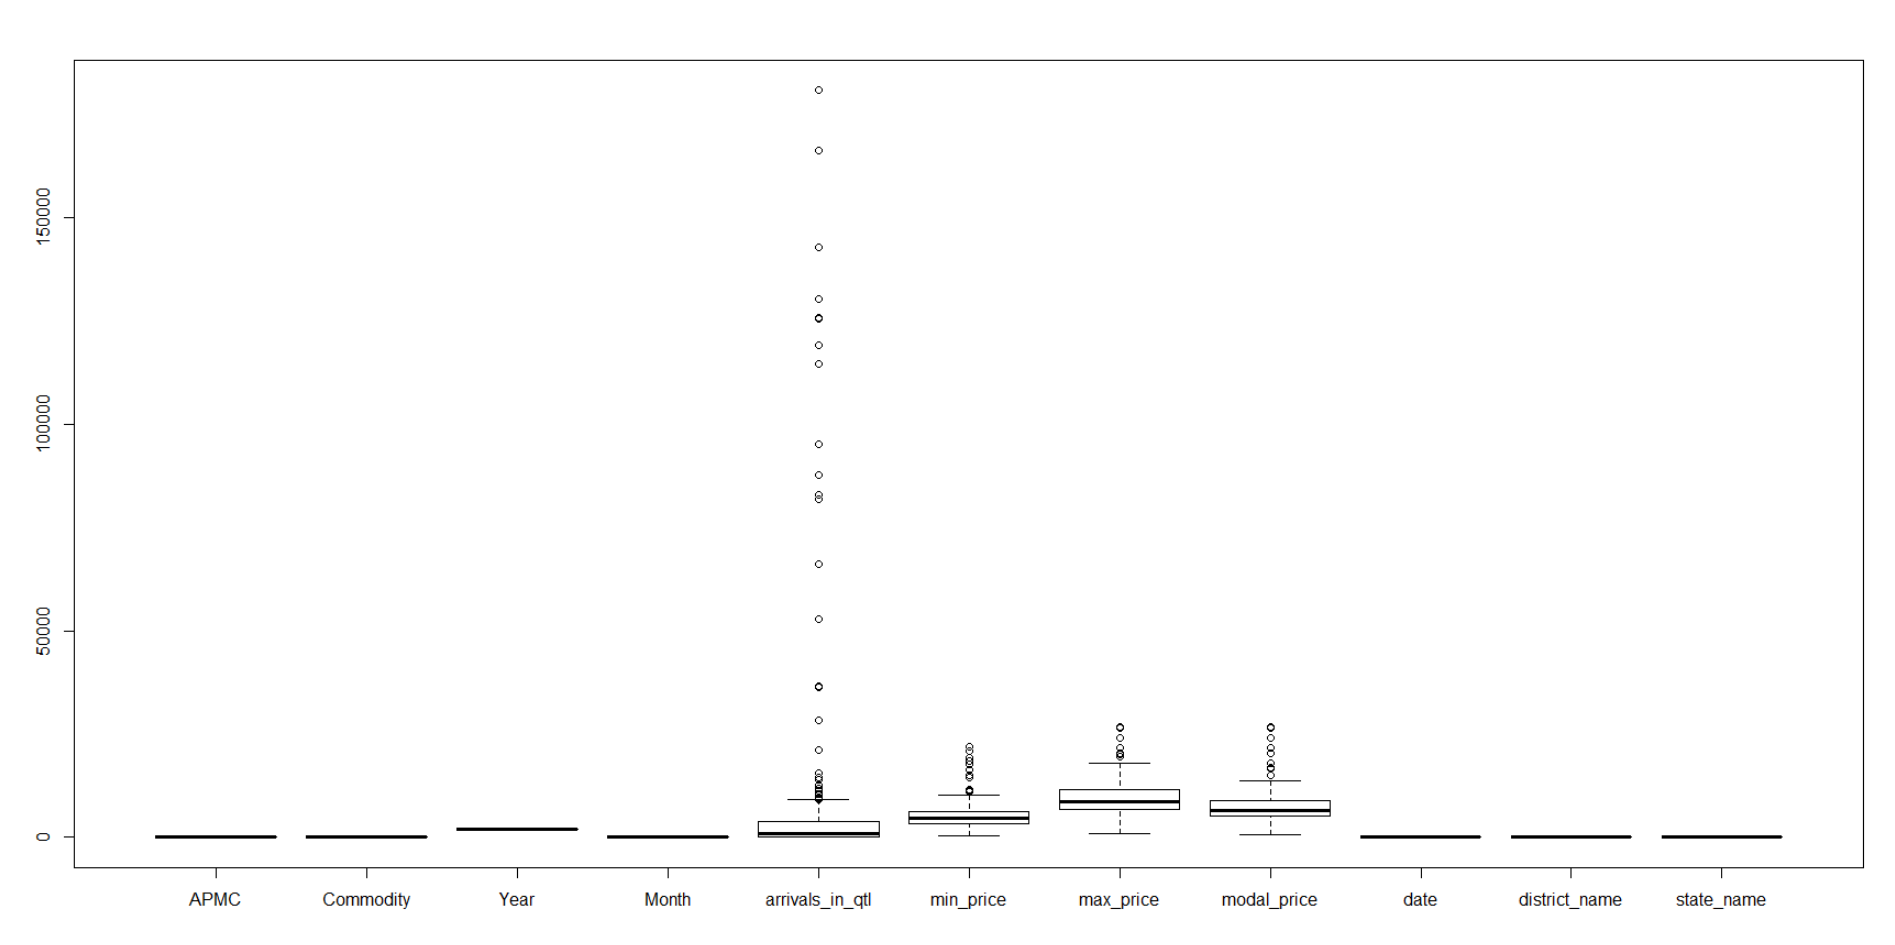 150000
100000
50000
0
APMC Commodity Year Month arrivals_in_qtl min_price max_price modal_price date district_name state_name